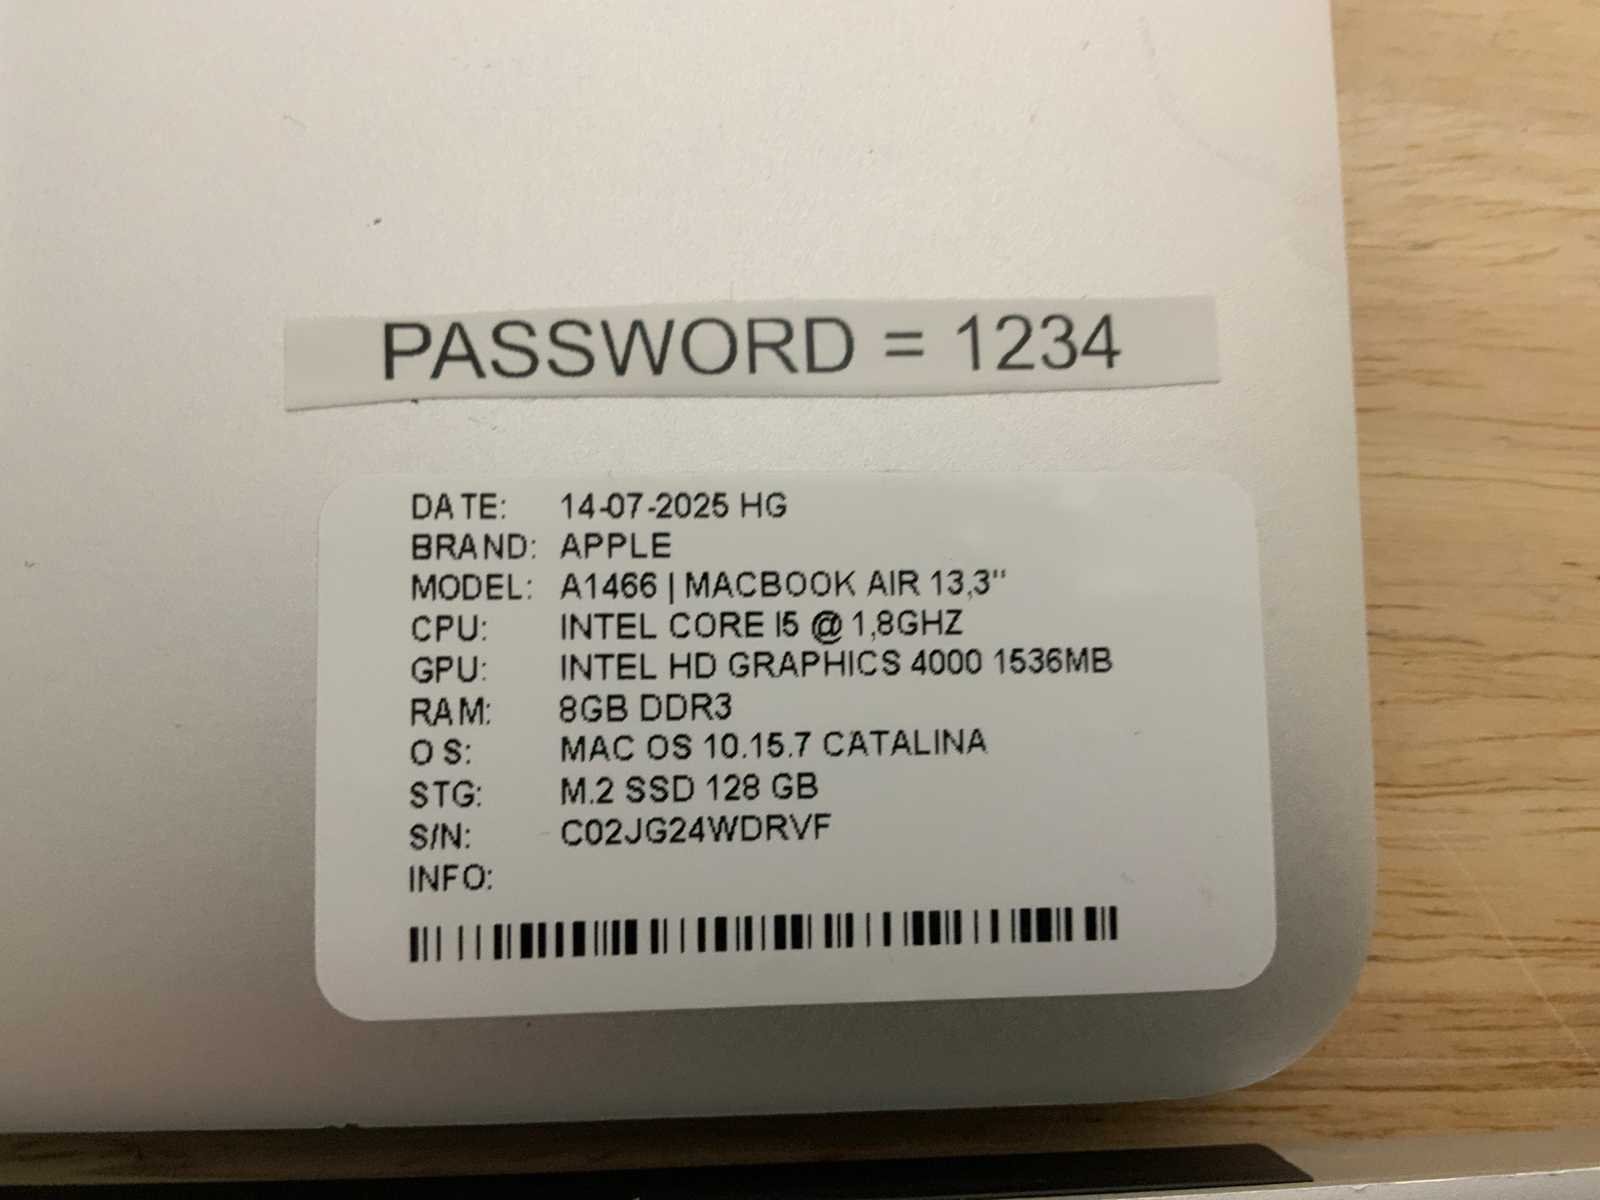 PASSWORD = 1234
DATE: 14-07-2025 HG
BRAND: APPLE
MODEL: A1466 | MACBOOK AIR 13,3"
CPU: INTEL CORE I5 @ 1,8GHZ
GPU: INTEL HD GRAPHICS 4000 1536MB
RAM: 8GB DDR3
OS: MAC OS 10.15.7 CATALINA
STG: M.2 SSD 128 GB
S/N: C02JG24WDRVF
INFO: